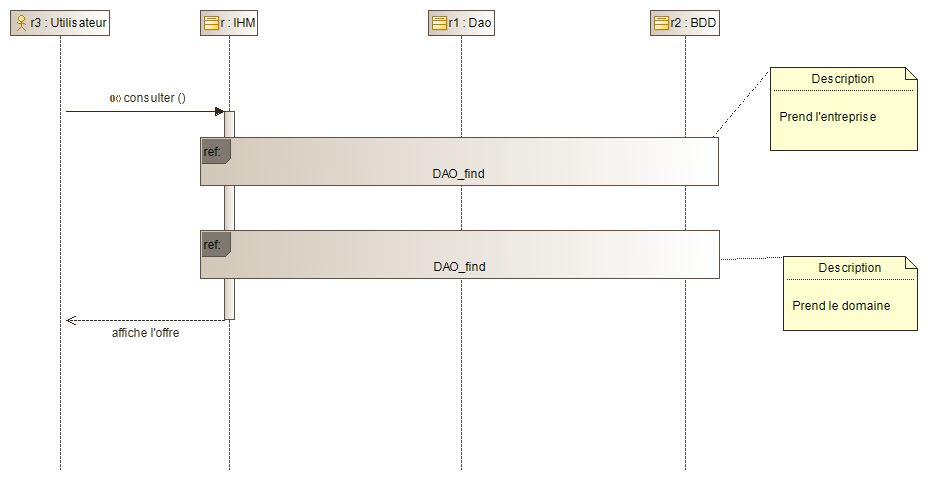 r3 : Utilisateur
r : IHM
r1 : Dao
r2 : BDD
Description
Prend l'entreprise
consulter ()
ref:
DAO_find
ref:
DAO_find
Description
Prend le domaine
affiche l'offre